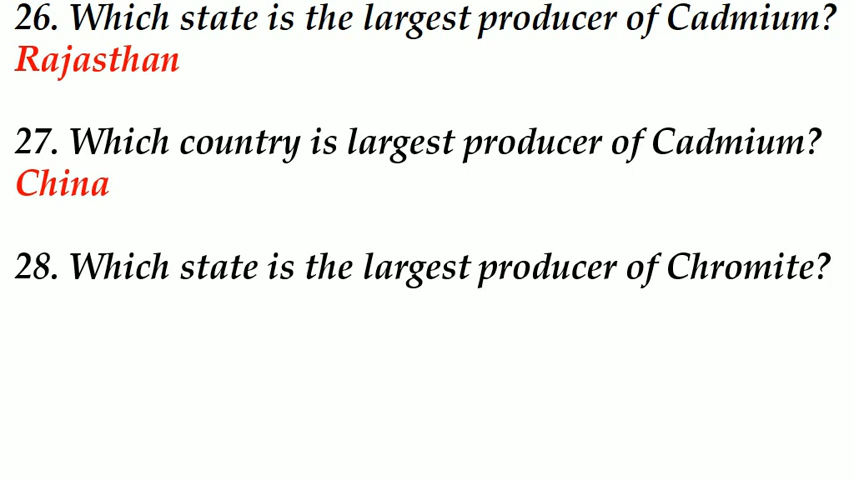 26. Which state is the largest producer of Cadmium?
Rajasthan
27. Which country is largest producer of Cadmium?
China
28. Which state is the largest producer of Chromite?